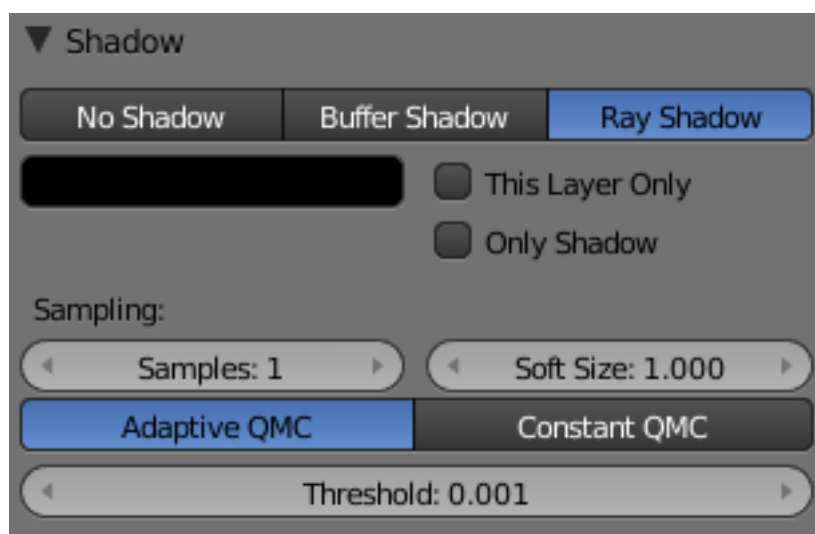 Shadow
No Shadow Buffer Shadow Ray Shadow
This Layer Only
Only Shadow
Sampling:
Samples: 1 Soft Size: 1.000
Adaptive QMC Constant QMC
Threshold: 0.001